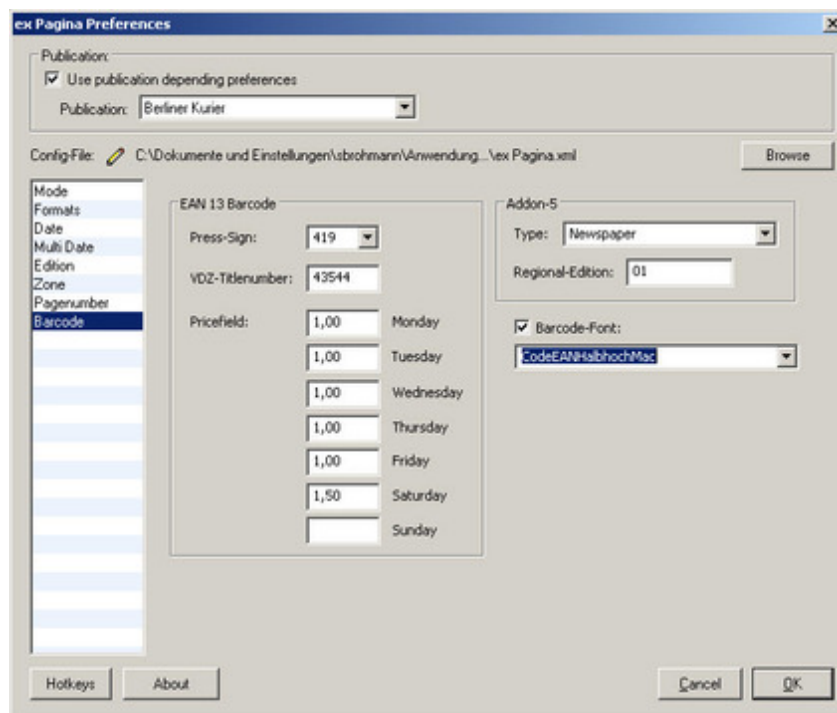 ex Pagina Preferences
Publication:
Use publication depending preferences
Publication: Berliner Kurier
Config-File: C:\Dokumente und Einstellungen\sbrohmann\Anwendung...\ex Pagina.xml Browse
Mode
Formats
Date
Multi Date
Edition
Zone
Pagenumber
Barcode
EAN 13 Barcode
Press-Sign: 419
VDZ-Titlenumber: 43544
Pricefield: 1,00 Monday
1,00 Tuesday
1,00 Wednesday
1,00 Thursday
1,00 Friday
1,50 Saturday
Sunday
Addon-5
Type: Newspaper
Regional-Edition: 01
Barcode-Font:
CodeEANHalbhochMac
Hotkeys About Cancel OK